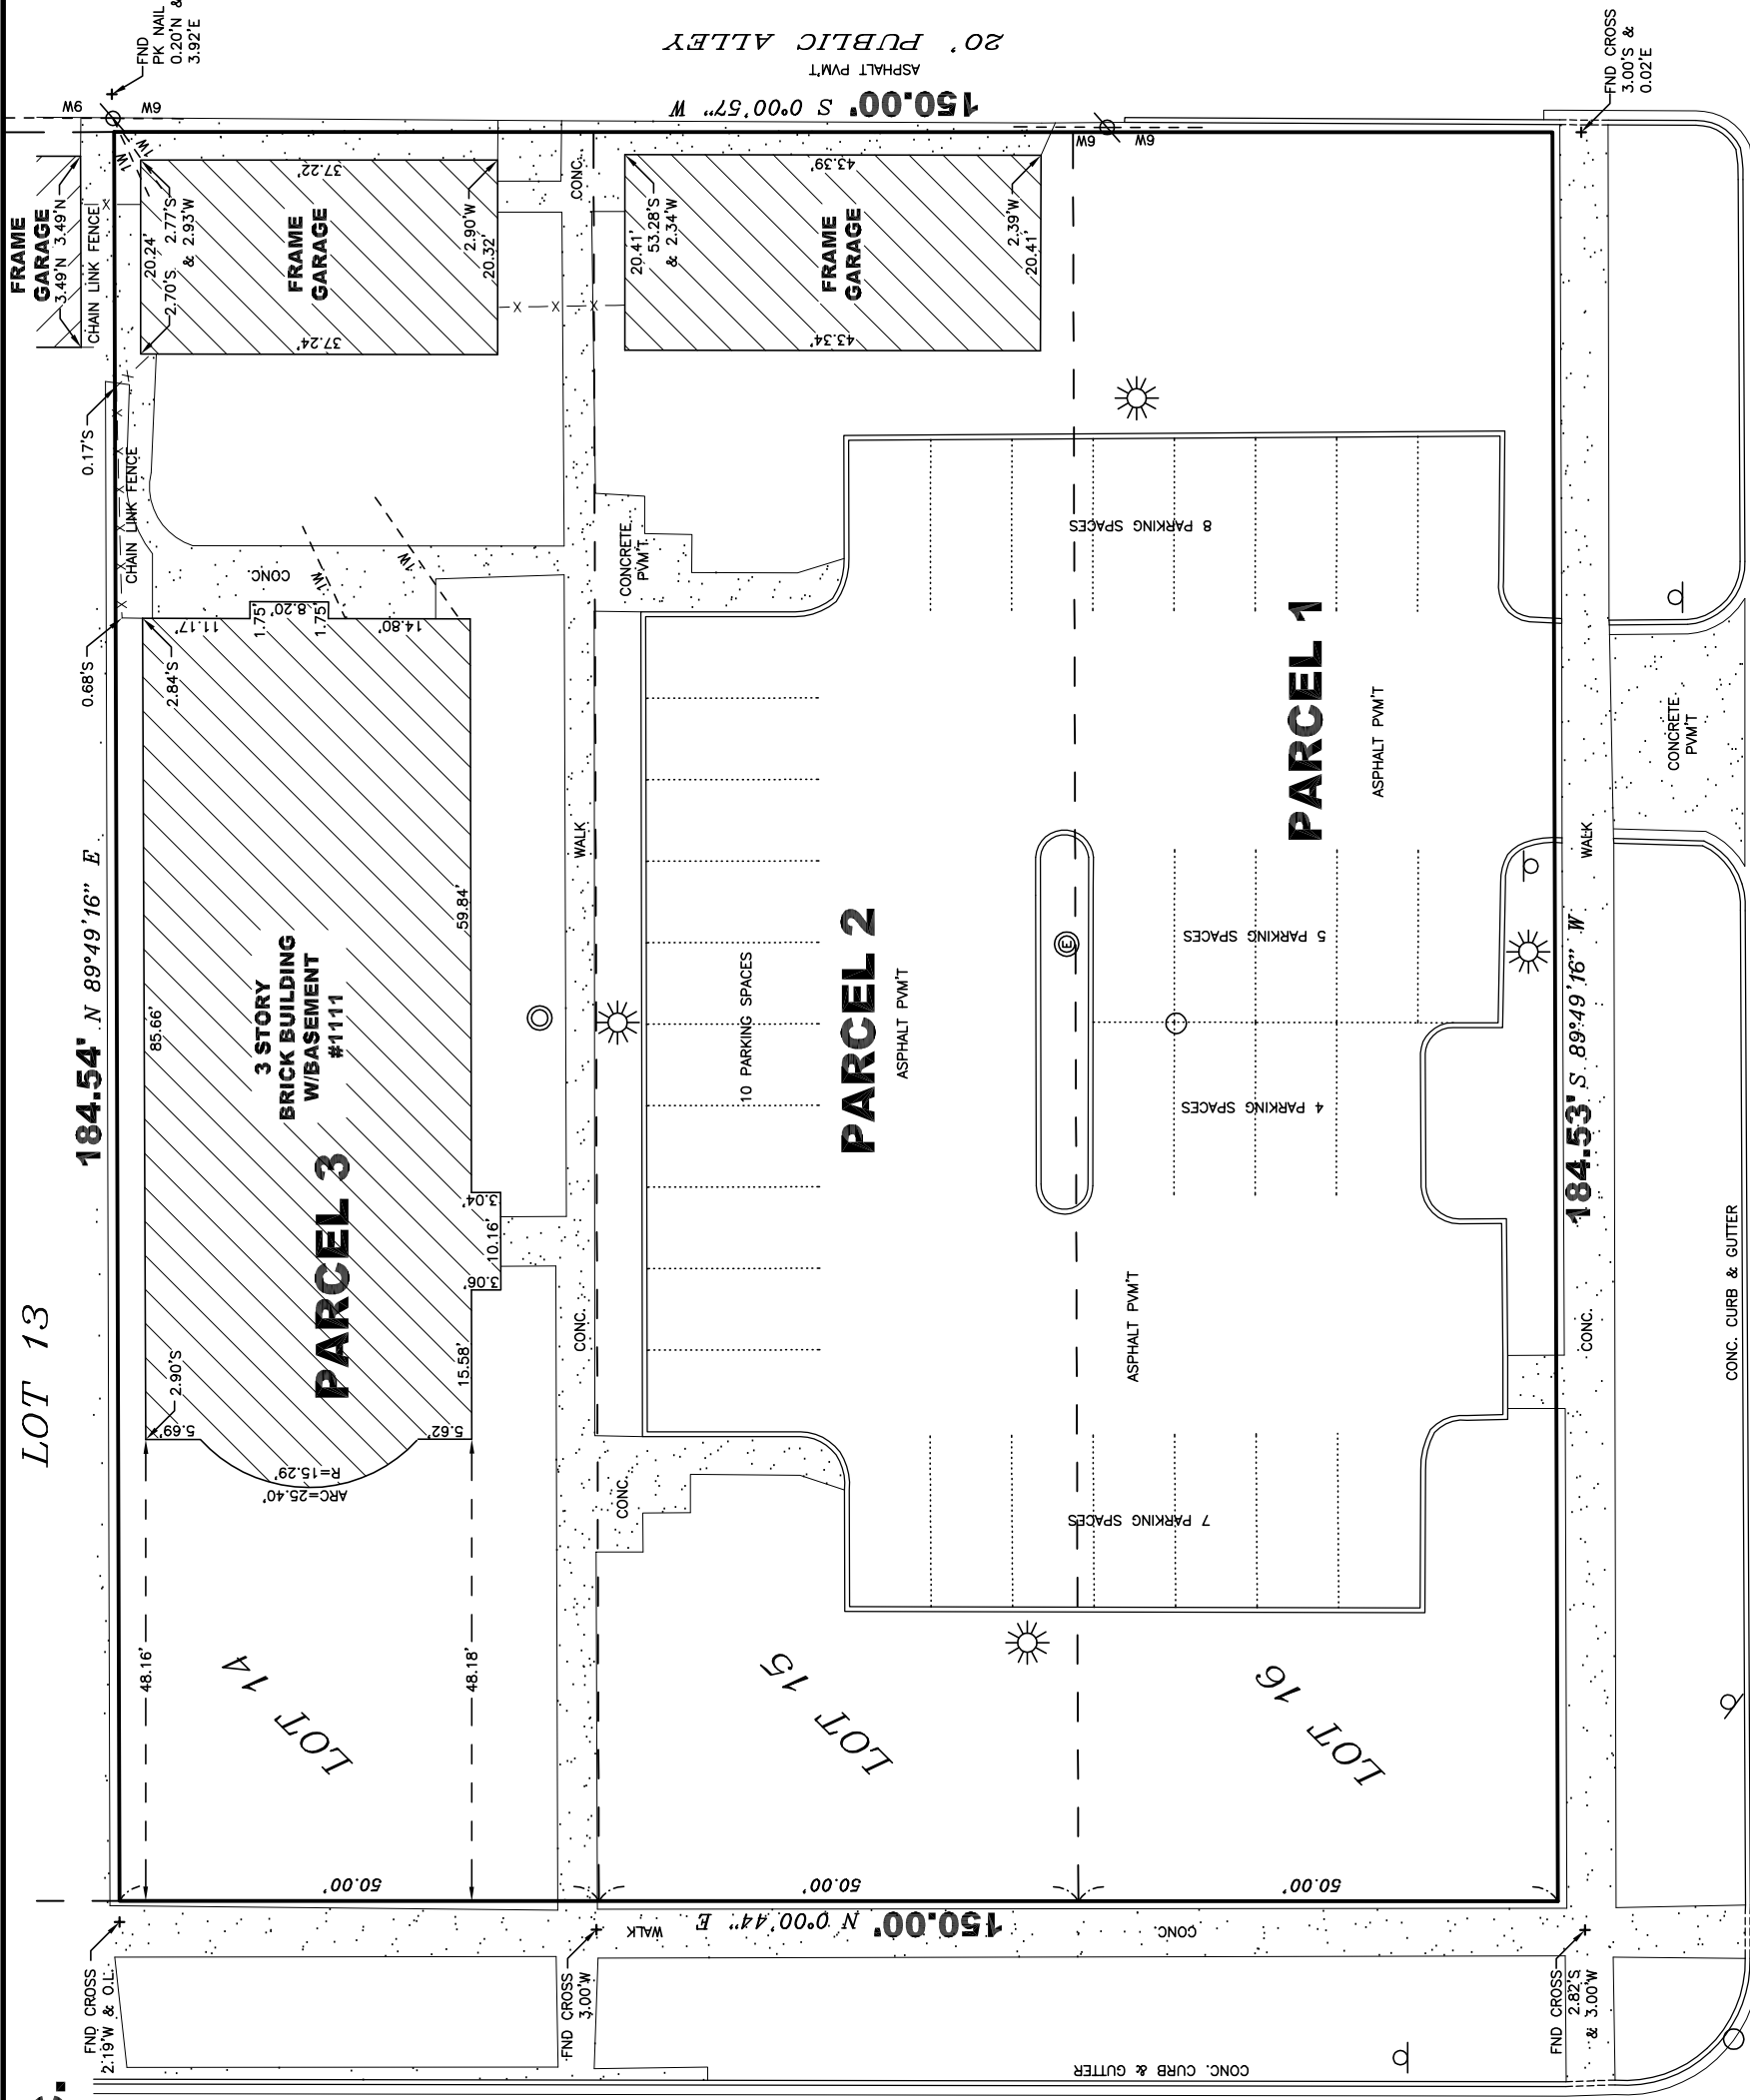 FRAME
GARAGE
3.49'N 3.49'N
CHAIN LINK FENCE
FND
PK NAIL
0.20'N &
3.92'E
6W
6W
20' PUBLIC ALLEY
ASPHALT PVM'T
150.00' S 0°00'57" W
6W
6W
FND CROSS
3.00'S &
0.02'E
1W
1W
20.24'
2.70'S 2.77'S
& 2.93'W
37.22'
FRAME
GARAGE
37.24'
2.90'W
20.32'
CONC.
20.41'
53.28'S
& 2.34'W
43.39'
FRAME
GARAGE
43.34'
2.39'W
20.41'
0.17'S
CHAIN LINK FENCE
CONC.
1W
1W
CONCRETE
PVM'T
8 PARKING SPACES
0.68'S
2.84'S
11.17'
1.75'
8.20'
1.75'
14.80'
184.54' N 89°49'16" E
85.66'
3 STORY
BRICK BUILDING
W/BASEMENT
#1111
59.84'
PARCEL 3
3.04'
10.16'
3.06'
15.58'
2.90'S
5.69'
5.62'
R=15.29'
ARC=25.40'
WALK
CONC.
CONC.
10 PARKING SPACES
PARCEL 2
ASPHALT PVM'T
E
PARCEL 1
ASPHALT PVM'T
5 PARKING SPACES
4 PARKING SPACES
ASPHALT PVM'T
7 PARKING SPACES
WALK
CONCRETE
PVM'T
184.53' S 89°49'16" W
CONC.
CONC. CURB & GUTTER
LOT 13
48.16'
48.18'
LOT 14
LOT 15
LOT 16
50.00'
50.00'
50.00'
150.00' N 0°00'44" E
WALK
CONC.
FND CROSS
2.19'W & O.L.
FND CROSS
3.00'W
FND CROSS
2.82'S
& 3.00'W
CONC. CURB & GUTTER